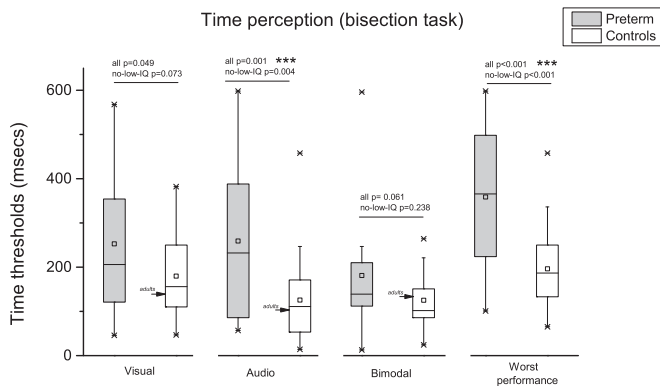 Time perception (bisection task)
Preterm
Controls
all p=0.049
no-low-IQ p=0.073
all p=0.001 ***
no-low-IQ p=0.004
all p= 0.061
no-low-IQ p=0.238
all p<0.001 ***
no-low-IQ p<0.001
Time thresholds (msecs)
600
400
200
0
adults
adults
adults
Visual
Audio
Bimodal
Worst
performance